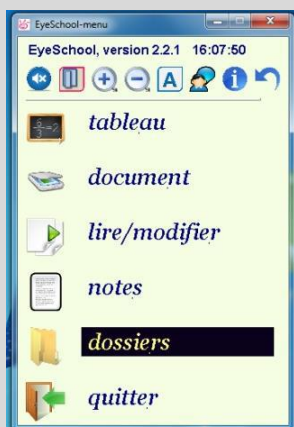 EyeSchool-menu
EyeSchool, version 2.2.1 16:07:50
A
tableau
document
lire/modifier
notes
dossiers
quitter